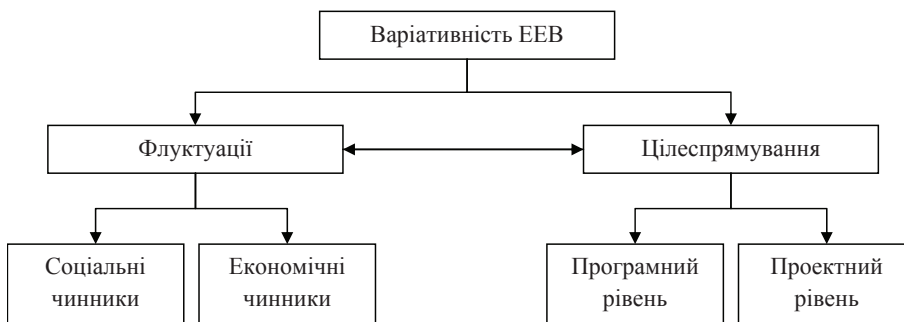 Варіативність ЕЕВ
Флуктуації
Цілеспрямування
Соціальні
чинники
Економічні
чинники
Програмний
рівень
Проектний
рівень